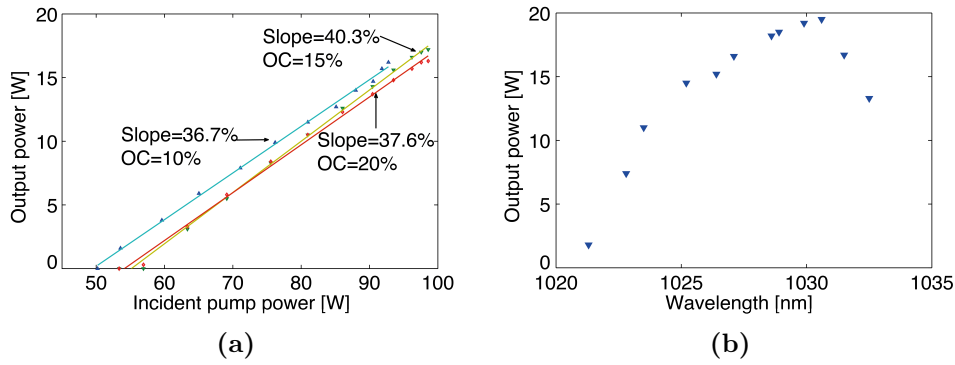 20
15
10
5
0
Output power [W]
Slope=40.3%
OC=15%
Slope=36.7%
OC=10%
Slope=37.6%
OC=20%
50 60 70 80 90 100
Incident pump power [W]
(a)
20
15
10
5
0
Output power [W]
1020 1025 1030 1035
Wavelength [nm]
(b)